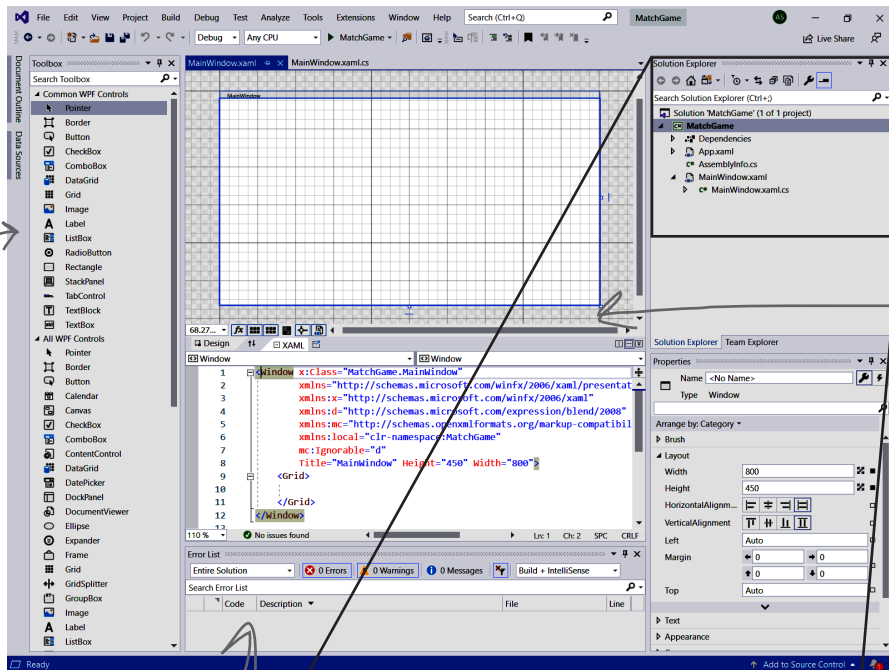 File Edit View Project Build Debug Test Analyze Tools Extensions Window Help Search (Ctrl+Q) MatchGame AS
Debug Any CPU MatchGame Live Share
Document Outline
Data Sources
Toolbox
Search Toolbox
Common WPF Controls
Pointer
Border
Button
CheckBox
ComboBox
DataGrid
Grid
Image
Label
ListBox
RadioButton
Rectangle
StackPanel
TabControl
TextBlock
TextBox
All WPF Controls
Pointer
Border
Button
Calendar
Canvas
CheckBox
ComboBox
ContentControl
DataGrid
DatePicker
DockPanel
DocumentViewer
Ellipse
Expander
Frame
Grid
GridSplitter
GroupBox
Image
Label
ListBox
MainWindow.xaml MainWindow.xaml.cs
MainWindow
68.27...
Design XAML
Window Window
1 <Window x:Class="MatchGame.MainWindow"
2 xmlns="http://schemas.microsoft.com/winfx/2006/xaml/presentat
3 xmlns:x="http://schemas.microsoft.com/winfx/2006/xaml"
4 xmlns:d="http://schemas.microsoft.com/expression/blend/2008"
5 xmlns:mc="http://schemas.openxmlformats.org/markup-compatibil
6 xmlns:local="clr-namespace:MatchGame"
7 mc:Ignorable="d"
8 Title="MainWindow" Height="450" Width="800">
9 <Grid>
10
11 </Grid>
12 </Window>
13
110 % No issues found Ln: 1 Ch: 2 SPC CRLF
Error List
Entire Solution 0 Errors 0 Warnings 0 Messages Build + IntelliSense
Search Error List
Code Description File Line
Solution Explorer
Search Solution Explorer (Ctrl+;)
Solution 'MatchGame' (1 of 1 project)
MatchGame
Dependencies
App.xaml
AssemblyInfo.cs
MainWindow.xaml
MainWindow.xaml.cs
Solution Explorer Team Explorer
Properties
Name <No Name>
Type Window
Arrange by: Category
Brush
Layout
Width 800
Height 450
HorizontalAlignm...
VerticalAlignment
Left Auto
Margin 0 0
0 0
Top Auto
Text
Appearance
Ready Add to Source Control